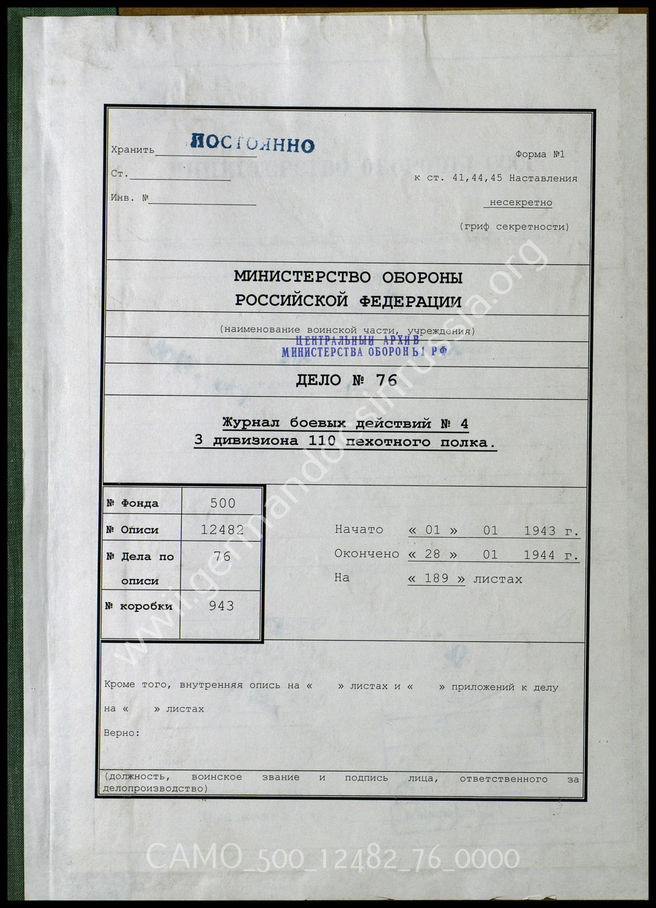 Хранить ПОСТОЯННО
Форма №1
Ст.
к ст. 41,44,45 Наставления
Инв. №
несекретно
(гриф секретности)
МИНИСТЕРСТВО ОБОРОНЫ
РОССИЙСКОЙ ФЕДЕРАЦИИ
(наименование воинской части, учреждения)
ЦЕНТРАЛЬНЫЙ АРХИВ
МИНИСТЕРСТВА ОБОРОНЫ РФ
ДЕЛО № 76
Журнал боевых действий № 4
3 дивизиона 110 пехотного полка.
№ Фонда 500
№ Описи 12482
№ Дела по описи 76
№ коробки 943
Начато « 01 » 01 1943 г.
Окончено « 28 » 01 1944 г.
На « 189 » листах
Кроме того, внутренняя опись на « » листах и « » приложений к делу
на « » листах
Верно:
(должность, воинское звание и подпись лица, ответственного за
делопроизводство)
www.germandocsinrussia.org
CAMO_500_12482_76_0000